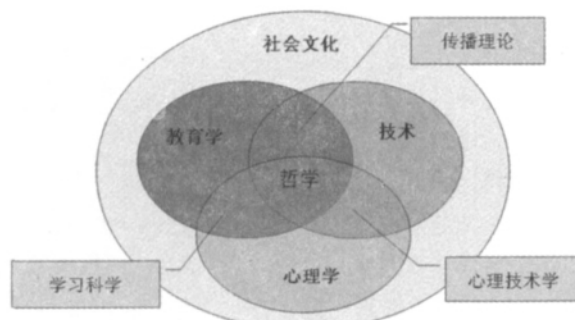 社会文化
传播理论
教育学
技术
哲学
学习科学
心理学
心理技术学